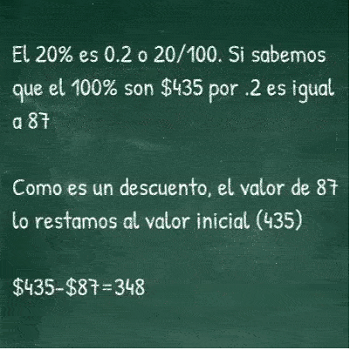 El 20% es 0.2 o 20/100. Si sabemos
que el 100% son $435 por .2 es igual
a 87
Como es un descuento, el valor de 87
lo restamos al valor inicial (435)
$435-$87=348